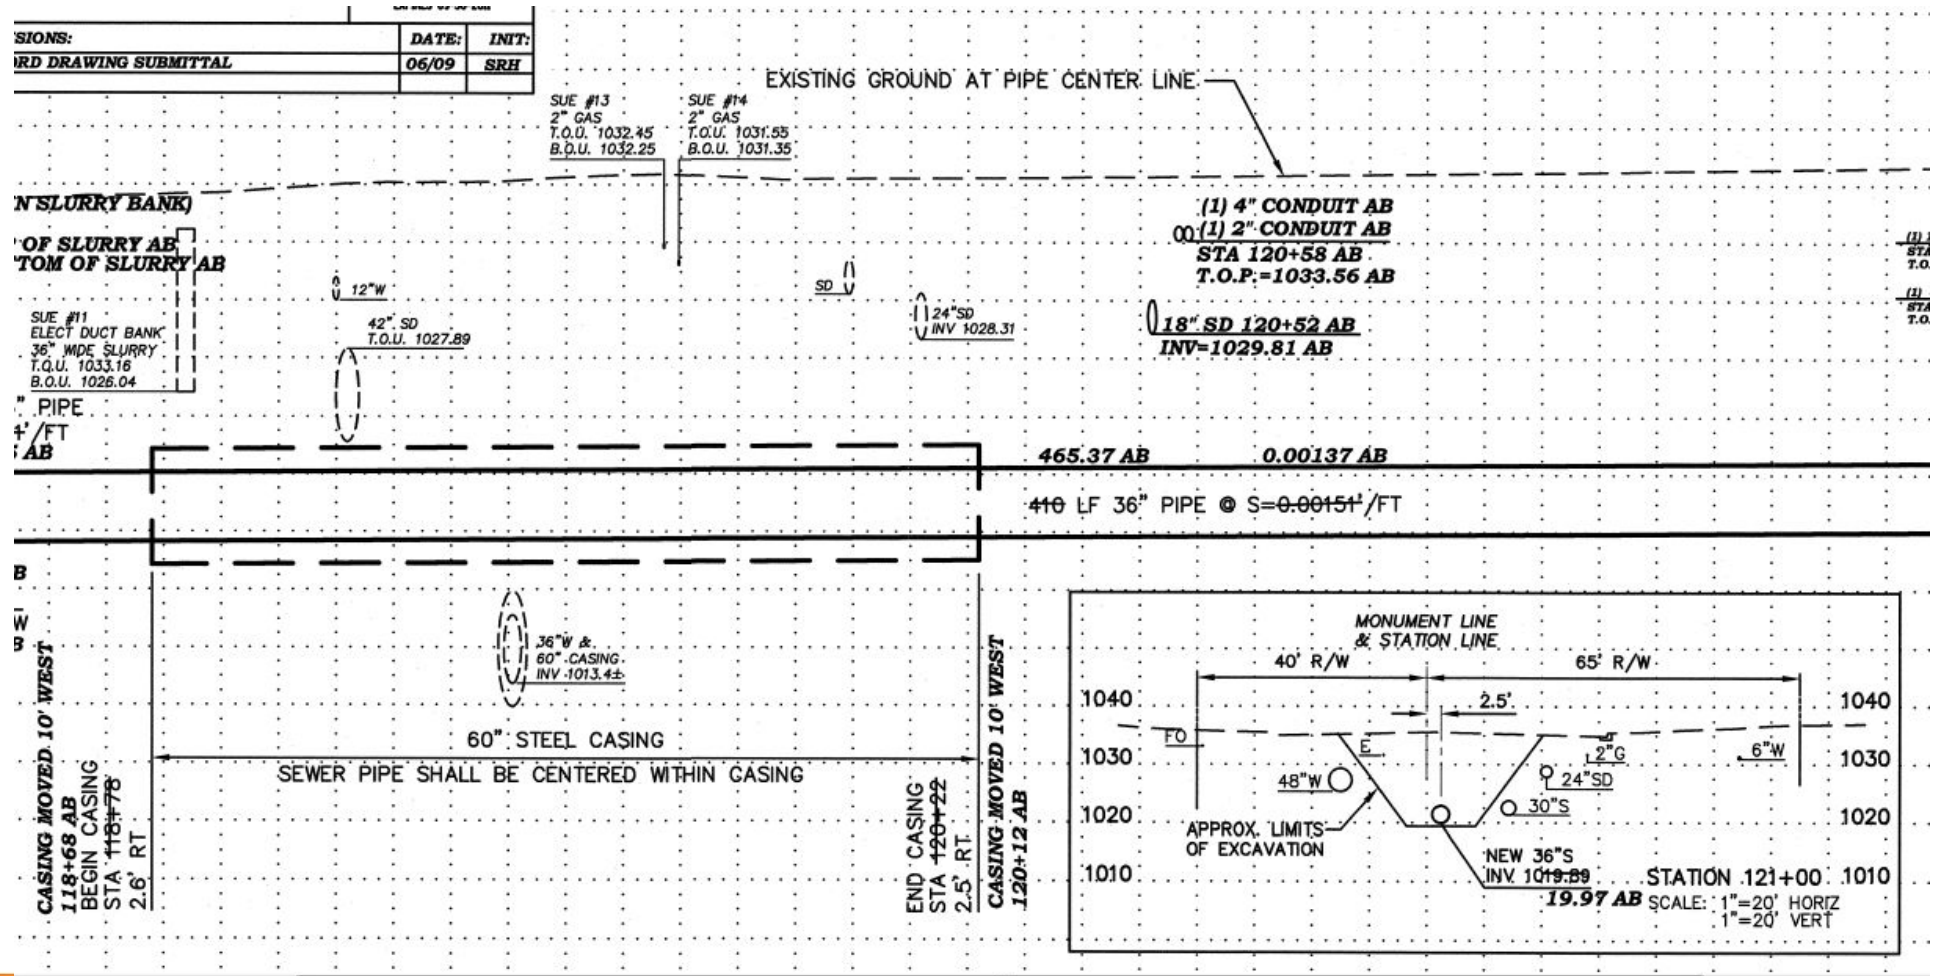 SIONS:
DATE:
INIT:
ORD DRAWING SUBMITTAL
06/09
SRH
EXISTING GROUND AT PIPE CENTER LINE
SUE #13
2" GAS
T.O.U. 1032.45
B.O.U. 1032.25
SUE #14
2" GAS
T.O.U. 1031.55
B.O.U. 1031.35
N SLURRY BANK)
OF SLURRY AB
TOM OF SLURRY AB
SUE #11
ELECT DUCT BANK
36" WIDE SLURRY
T.O.U. 1033.16
B.O.U. 1026.04
12"W
42" SD
T.O.U. 1027.89
SD
24"SD
INV 1028.31
(1) 4" CONDUIT AB
(1) 2" CONDUIT AB
STA 120+58 AB
T.O.P.=1033.56 AB
18" SD 120+52 AB
INV=1029.81 AB
(1)
STA
T.O.
(1)
STA
T.O.
" PIPE
'/FT
AB
465.37 AB
0.00137 AB
410 LF 36" PIPE @ S=0.00151'/FT
B
W
B
36"W &
60" CASING
INV 1013.4±
60" STEEL CASING
SEWER PIPE SHALL BE CENTERED WITHIN CASING
CASING MOVED 10' WEST
118+68 AB
BEGIN CASING
STA 118+78
2.6' RT
END CASING
STA 120+22
2.5' RT
CASING MOVED 10' WEST
120+12 AB
MONUMENT LINE
& STATION LINE
40' R/W
65' R/W
2.5'
1040
1040
FO
E
2"G
6"W
1030
1030
48"W
24"SD
30"S
1020
1020
APPROX. LIMITS
OF EXCAVATION
NEW 36"S
INV 1019.89
19.97 AB
1010
STATION 121+00
1010
SCALE: 1"=20' HORIZ
1"=20' VERT